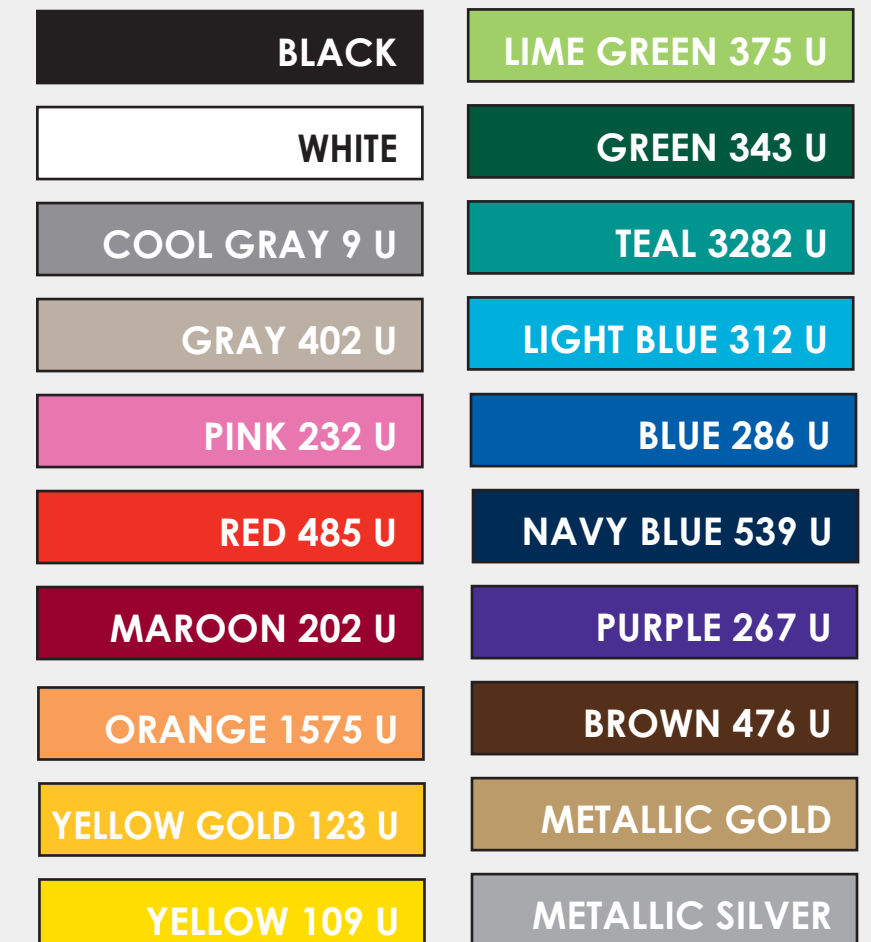 BLACK
WHITE
COOL GRAY 9 U
GRAY 402 U
PINK 232 U
RED 485 U
MAROON 202 U
ORANGE 1575 U
YELLOW GOLD 123 U
YELLOW 109 U
LIME GREEN 375 U
GREEN 343 U
TEAL 3282 U
LIGHT BLUE 312 U
BLUE 286 U
NAVY BLUE 539 U
PURPLE 267 U
BROWN 476 U
METALLIC GOLD
METALLIC SILVER